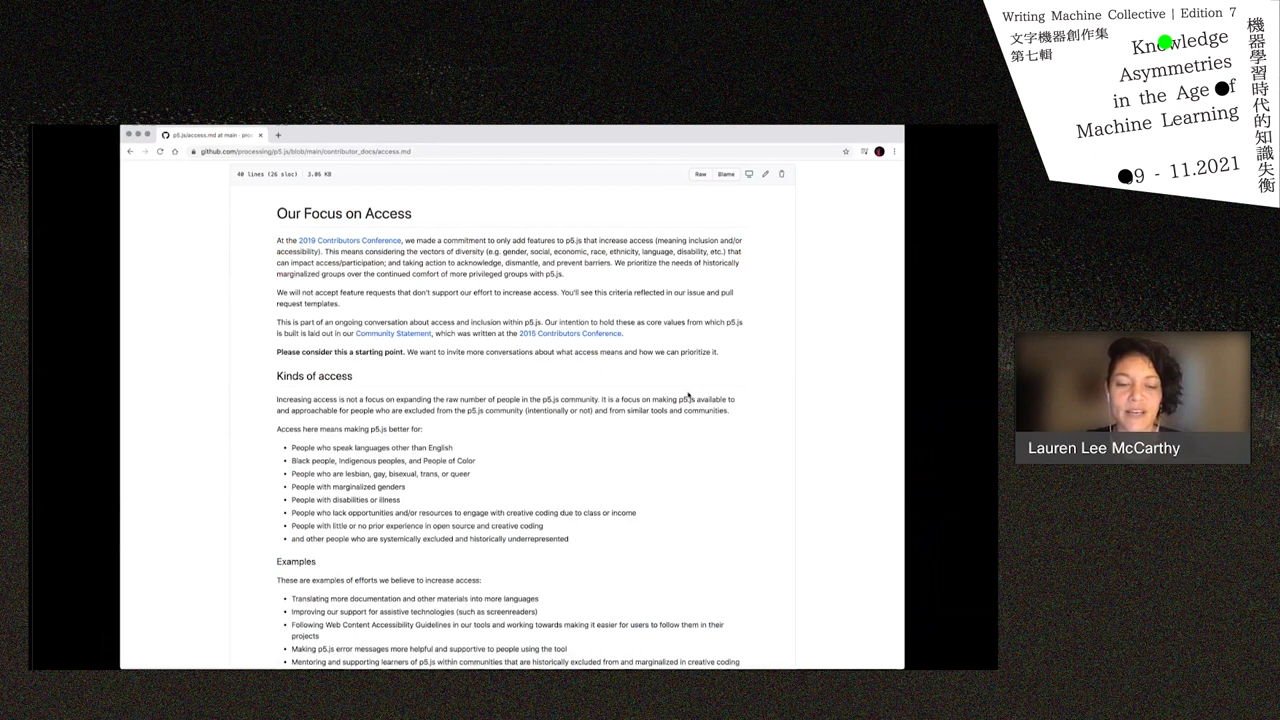 Writing Machine Collective | Edition 7
文字機器創作集
第七輯
Knowledge
Asymmetries
in the Age of
Machine Learning
09 - 11.2021
機器學習時代的知識失衡
p5.js/access.md at main · proc
github.com/processing/p5.js/blob/main/contributor_docs/access.md
40 lines (26 sloc) 3.06 KB
Raw Blame
Our Focus on Access
At the 2019 Contributors Conference, we made a commitment to only add features to p5.js that increase access (meaning inclusion and/or
accessibility). This means considering the vectors of diversity (e.g. gender, social, economic, race, ethnicity, language, disability, etc.) that
can impact access/participation; and taking action to acknowledge, dismantle, and prevent barriers. We prioritize the needs of historically
marginalized groups over the continued comfort of more privileged groups with p5.js.
We will not accept feature requests that don't support our effort to increase access. You'll see this criteria reflected in our issue and pull
request templates.
This is part of an ongoing conversation about access and inclusion within p5.js. Our intention to hold these as core values from which p5.js
is built is laid out in our Community Statement, which was written at the 2015 Contributors Conference.
Please consider this a starting point. We want to invite more conversations about what access means and how we can prioritize it.
Kinds of access
Increasing access is not a focus on expanding the raw number of people in the p5.js community. It is a focus on making p5.js available to
and approachable for people who are excluded from the p5.js community (intentionally or not) and from similar tools and communities.
Access here means making p5.js better for:
• People who speak languages other than English
• Black people, Indigenous peoples, and People of Color
• People who are lesbian, gay, bisexual, trans, or queer
• People with marginalized genders
• People with disabilities or illness
• People who lack opportunities and/or resources to engage with creative coding due to class or income
• People with little or no prior experience in open source and creative coding
• and other people who are systemically excluded and historically underrepresented
Examples
These are examples of efforts we believe to increase access:
• Translating more documentation and other materials into more languages
• Improving our support for assistive technologies (such as screenreaders)
• Following Web Content Accessibility Guidelines in our tools and working towards making it easier for users to follow them in their
projects
• Making p5.js error messages more helpful and supportive to people using the tool
• Mentoring and supporting learners of p5.js within communities that are historically excluded from and marginalized in creative coding
Lauren Lee McCarthy